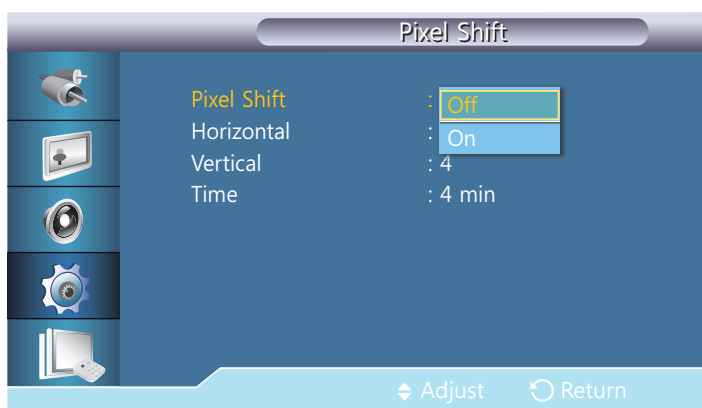 Pixel Shift
Pixel Shift : Off
Horizontal : On
Vertical : 4
Time : 4 min
Adjust Return